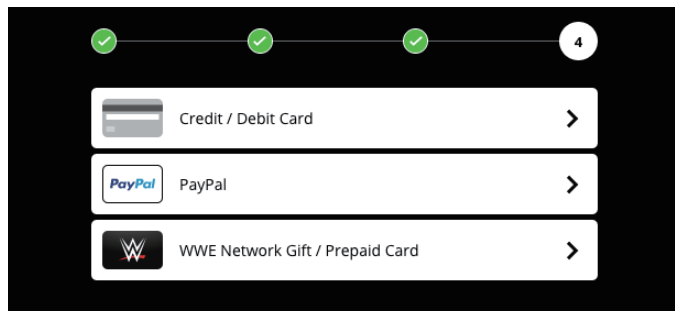 4
Credit / Debit Card
PayPal PayPal
W WWE Network Gift / Prepaid Card